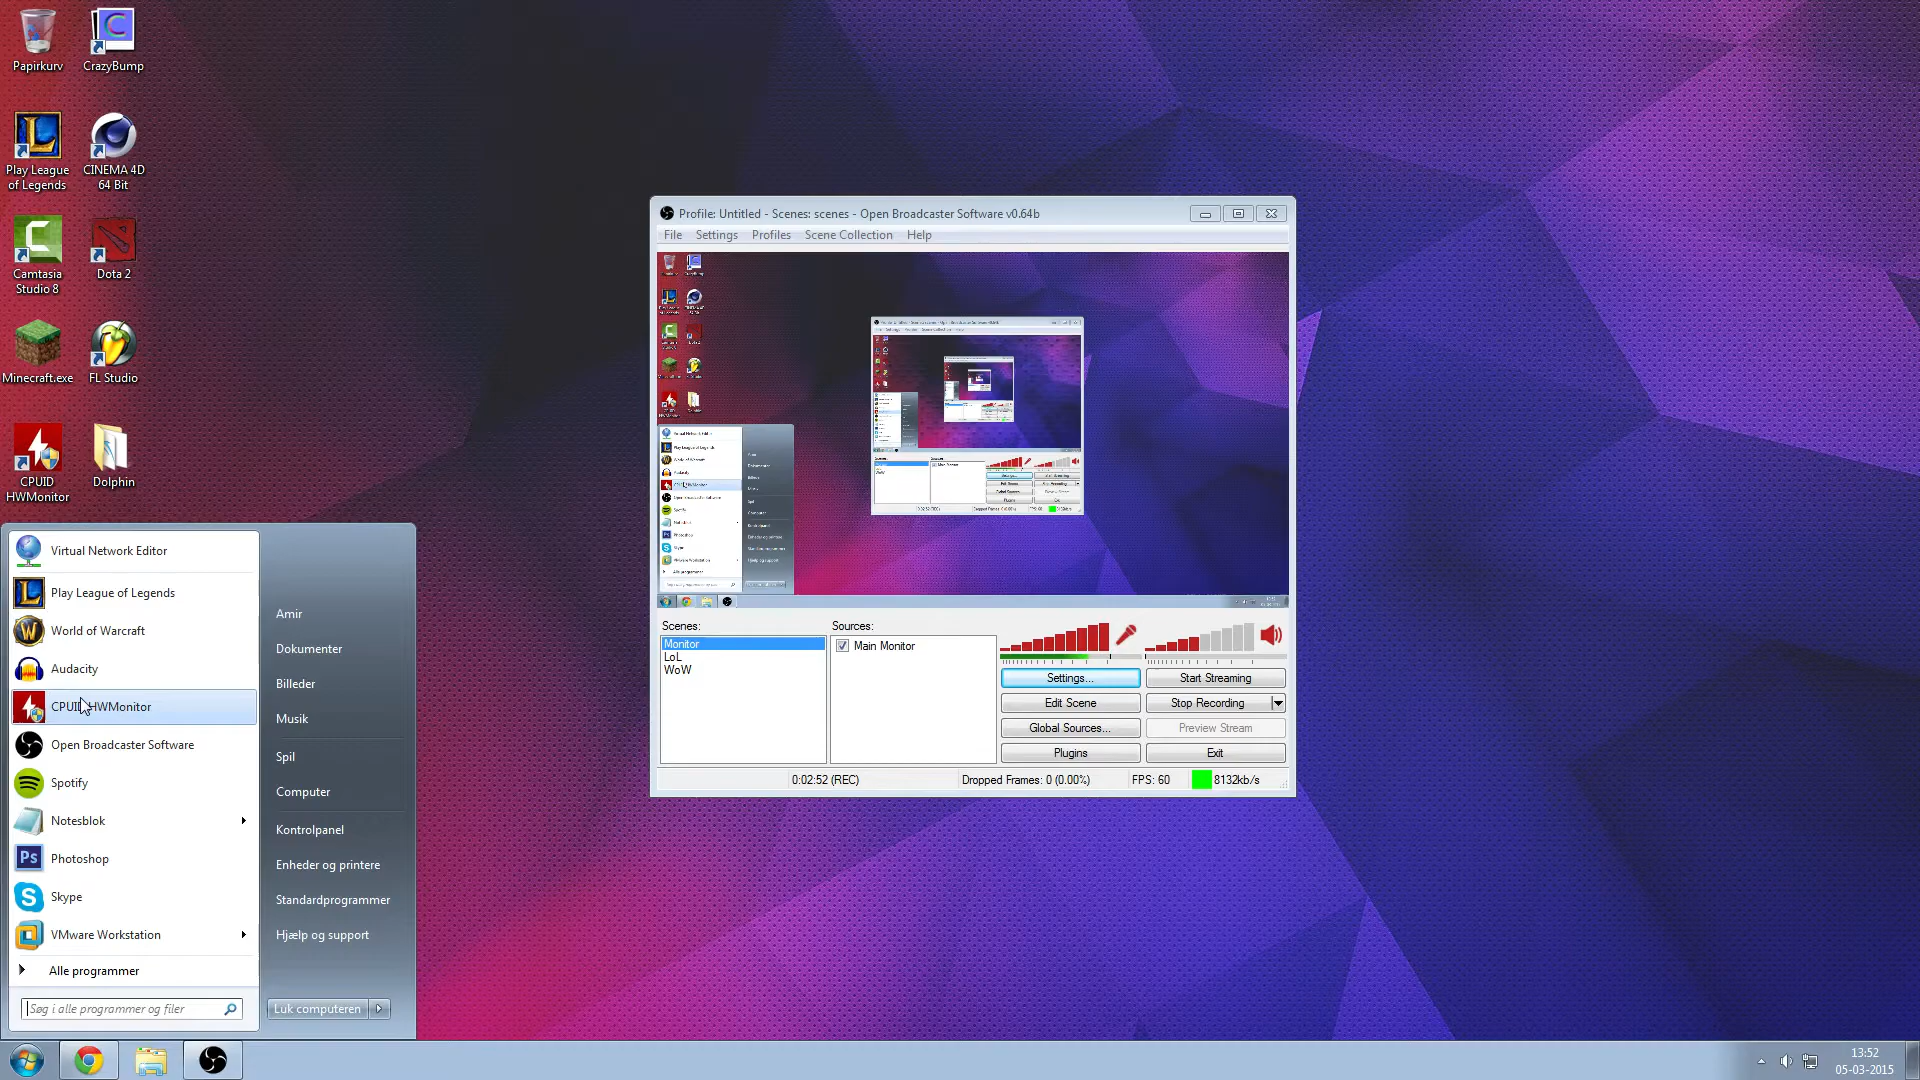 Papirkurv
CrazyBump
Play League
of Legends
CINEMA 4D
64 Bit
Camtasia
Studio 8
Dota 2
Minecraft.exe
FL Studio
CPUID
HWMonitor
Dolphin
Virtual Network Editor
Play League of Legends
World of Warcraft
Audacity
CPUID HWMonitor
Open Broadcaster Software
Spotify
Notesblok
Photoshop
Skype
VMware Workstation
Alle programmer
Søg i alle programmer og filer
Amir
Dokumenter
Billeder
Musik
Spil
Computer
Kontrolpanel
Enheder og printere
Standardprogrammer
Hjælp og support
Luk computeren
Profile: Untitled - Scenes: scenes - Open Broadcaster Software v0.64b
File Settings Profiles Scene Collection Help
Scenes:
Monitor
LoL
WoW
Sources:
Main Monitor
Settings...
Start Streaming
Edit Scene
Stop Recording
Global Sources...
Preview Stream
Plugins
Exit
0:02:52 (REC)
Dropped Frames: 0 (0.00%)
FPS: 60
8132kb/s
13:52
05-03-2015